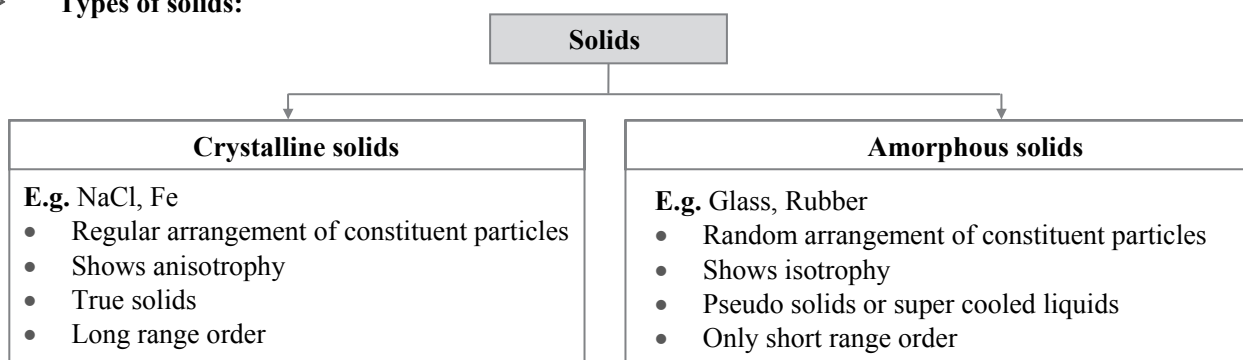 Types of solids:
Solids
Crystalline solids
E.g. NaCl, Fe
• Regular arrangement of constituent particles
• Shows anisotrophy
• True solids
• Long range order
Amorphous solids
E.g. Glass, Rubber
• Random arrangement of constituent particles
• Shows isotrophy
• Pseudo solids or super cooled liquids
• Only short range order